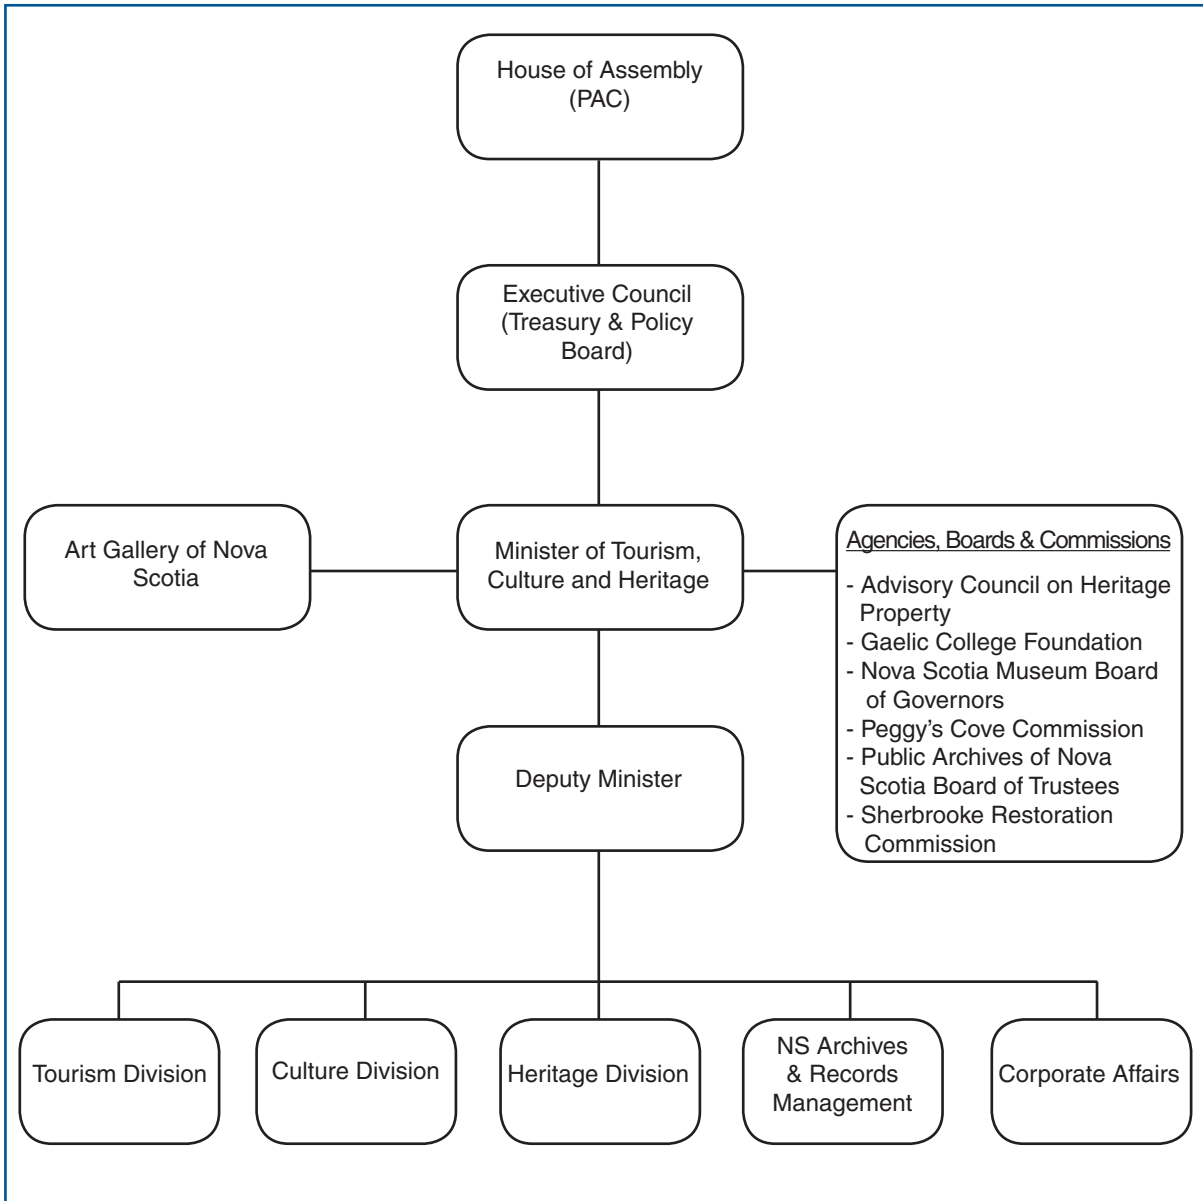 House of Assembly
(PAC)
Executive Council
(Treasury & Policy
Board)
Art Gallery of Nova
Scotia
Minister of Tourism,
Culture and Heritage
Agencies, Boards & Commissions
- Advisory Council on Heritage
Property
- Gaelic College Foundation
- Nova Scotia Museum Board
of Governors
- Peggy's Cove Commission
- Public Archives of Nova
Scotia Board of Trustees
- Sherbrooke Restoration
Commission
Deputy Minister
Tourism Division
Culture Division
Heritage Division
NS Archives
& Records
Management
Corporate Affairs